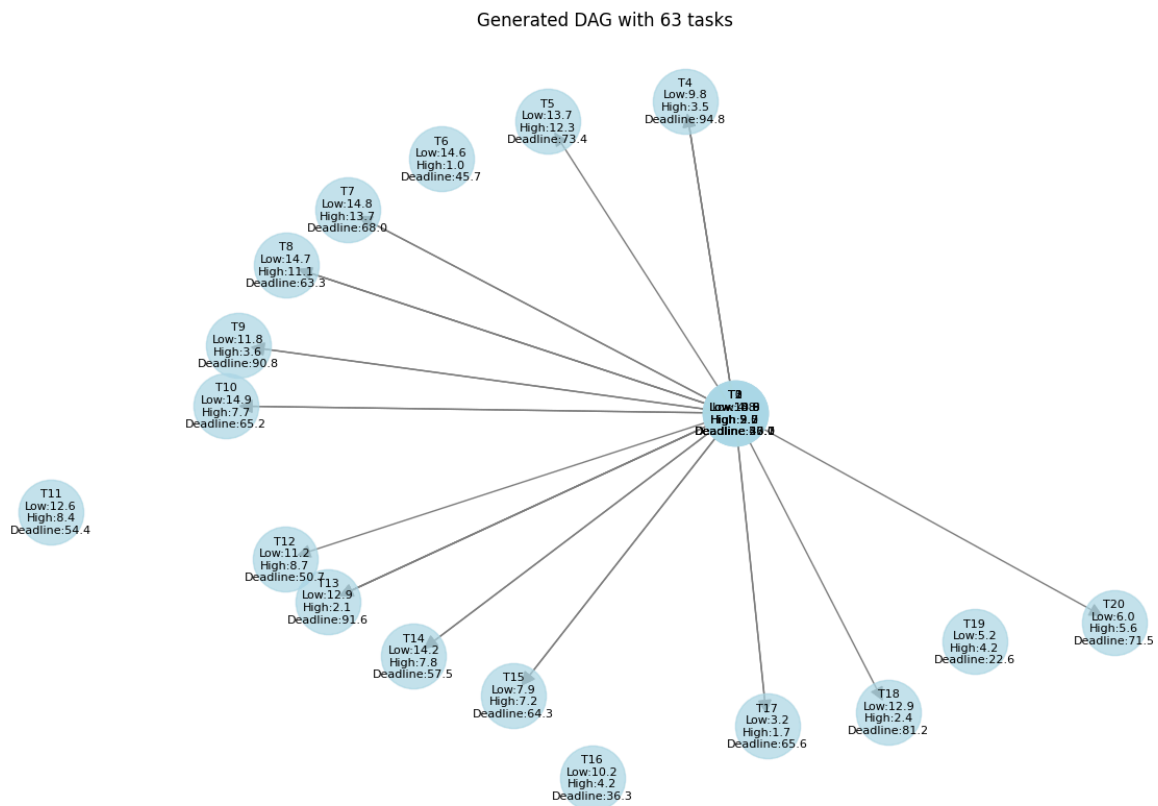 Generated DAG with 63 tasks
T4
Low:9.8
High:3.5
Deadline:94.8
T5
Low:13.7
High:12.3
Deadline:73.4
T6
Low:14.6
High:1.0
Deadline:45.7
T7
Low:14.8
High:13.7
Deadline:68.0
T8
Low:14.7
High:11.1
Deadline:63.3
T9
Low:11.8
High:3.6
Deadline:90.8
T10
Low:14.9
High:7.7
Deadline:65.2
T11
Low:12.6
High:8.4
Deadline:54.4
T12
Low:11.2
High:8.7
Deadline:50.7
T13
Low:12.9
High:2.1
Deadline:91.6
T14
Low:14.2
High:7.8
Deadline:57.5
T15
Low:7.9
High:7.2
Deadline:64.3
T16
Low:10.2
High:4.2
Deadline:36.3
T17
Low:3.2
High:1.7
Deadline:65.6
T18
Low:12.9
High:2.4
Deadline:81.2
T19
Low:5.2
High:4.2
Deadline:22.6
T20
Low:6.0
High:5.6
Deadline:71.5